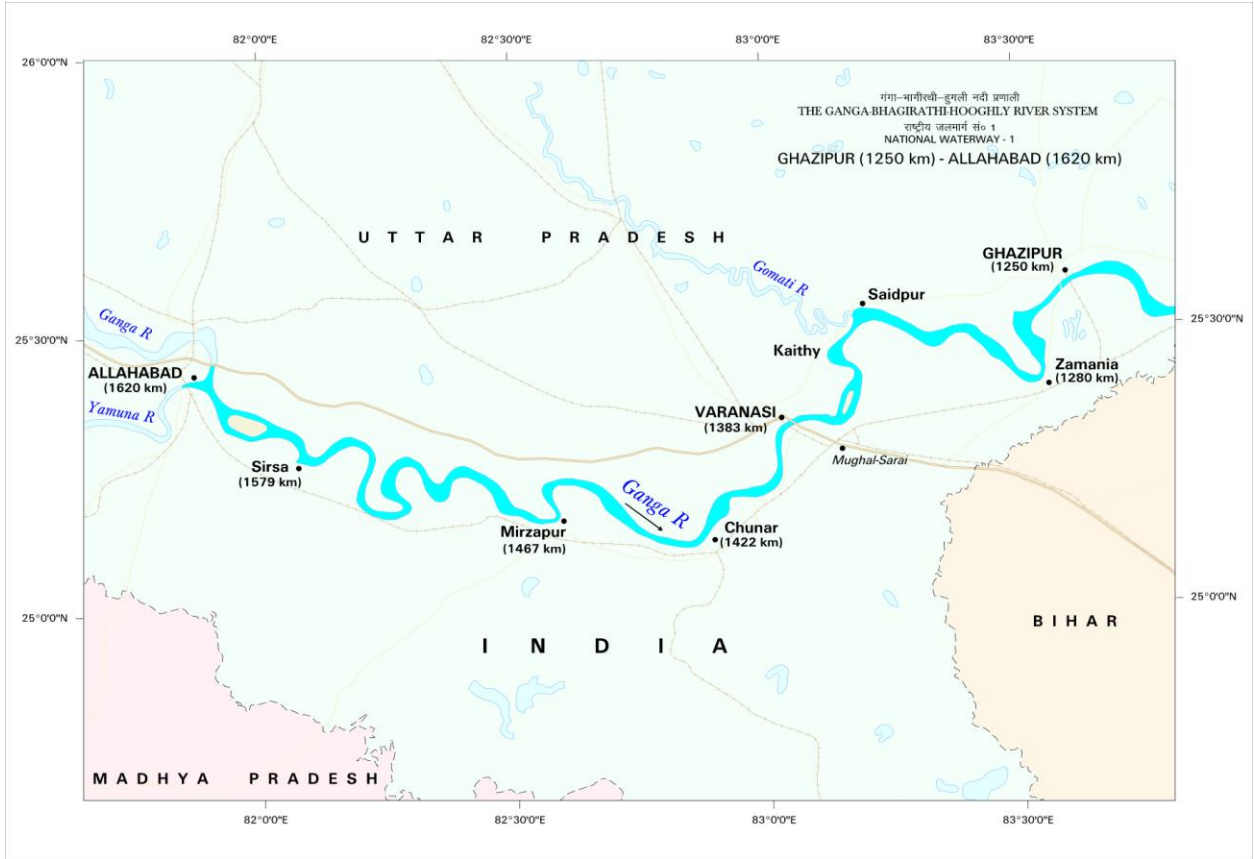 82°0'0"E
82°30'0"E
83°0'0"E
83°30'0"E
26°0'0"N
गंगा-भागीरथी-हुगली नदी प्रणाली
THE GANGA-BHAGIRATHI-HOOGHLY RIVER SYSTEM
राष्ट्रीय जलमार्ग सं० 1
NATIONAL WATERWAY - 1
GHAZIPUR (1250 km) - ALLAHABAD (1620 km)
UTTAR PRADESH
GHAZIPUR
(1250 km)
Gomati R
Saidpur
Ganga R
25°30'0"N
25°30'0"N
Kaithy
Zamania
(1280 km)
ALLAHABAD
(1620 km)
Yamuna R
VARANASI
(1383 km)
Mughal-Sarai
Sirsa
(1579 km)
Ganga R
Mirzapur
(1467 km)
Chunar
(1422 km)
25°0'0"N
25°0'0"N
BIHAR
INDIA
MADHYA PRADESH
82°0'0"E
82°30'0"E
83°0'0"E
83°30'0"E